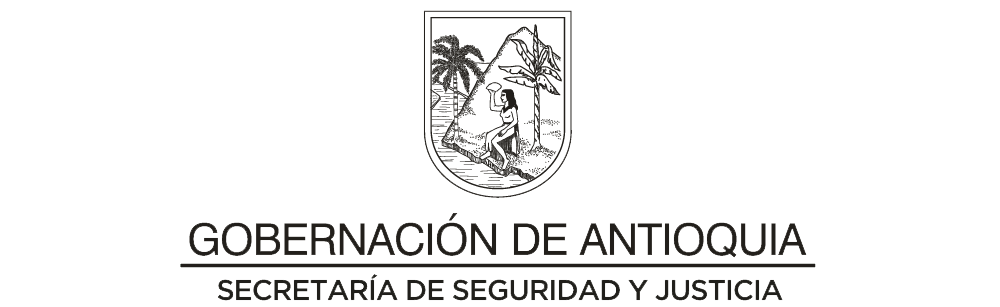 GOBERNACIÓN DE ANTIOQUIA
SECRETARÍA DE SEGURIDAD Y JUSTICIA